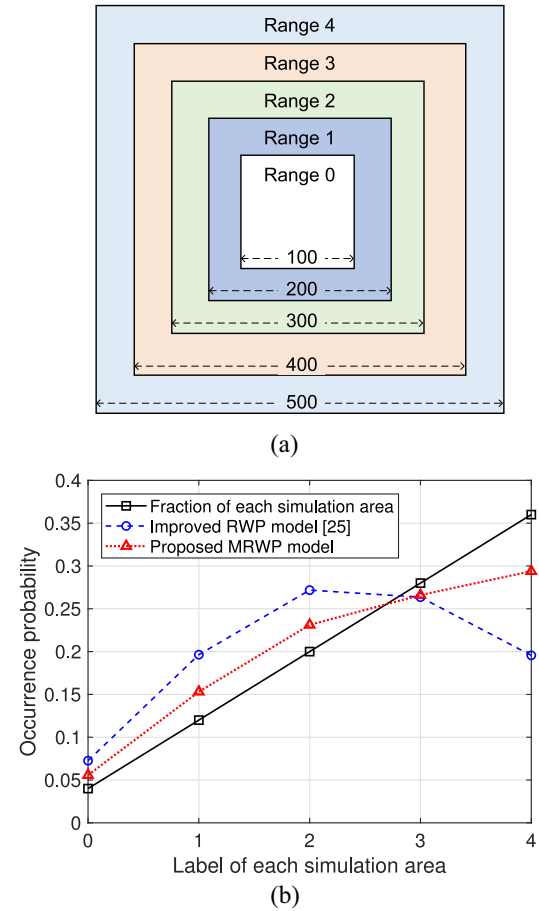 Range 4
Range 3
Range 2
Range 1
Range 0
100
200
300
400
500
(a)
Fraction of each simulation area
Improved RWP model [25]
Proposed MRWP model
0.4
0.35
0.3
0.25
0.2
0.15
0.1
0.05
0
Occurrence probability
0 1 2 3 4
Label of each simulation area
(b)